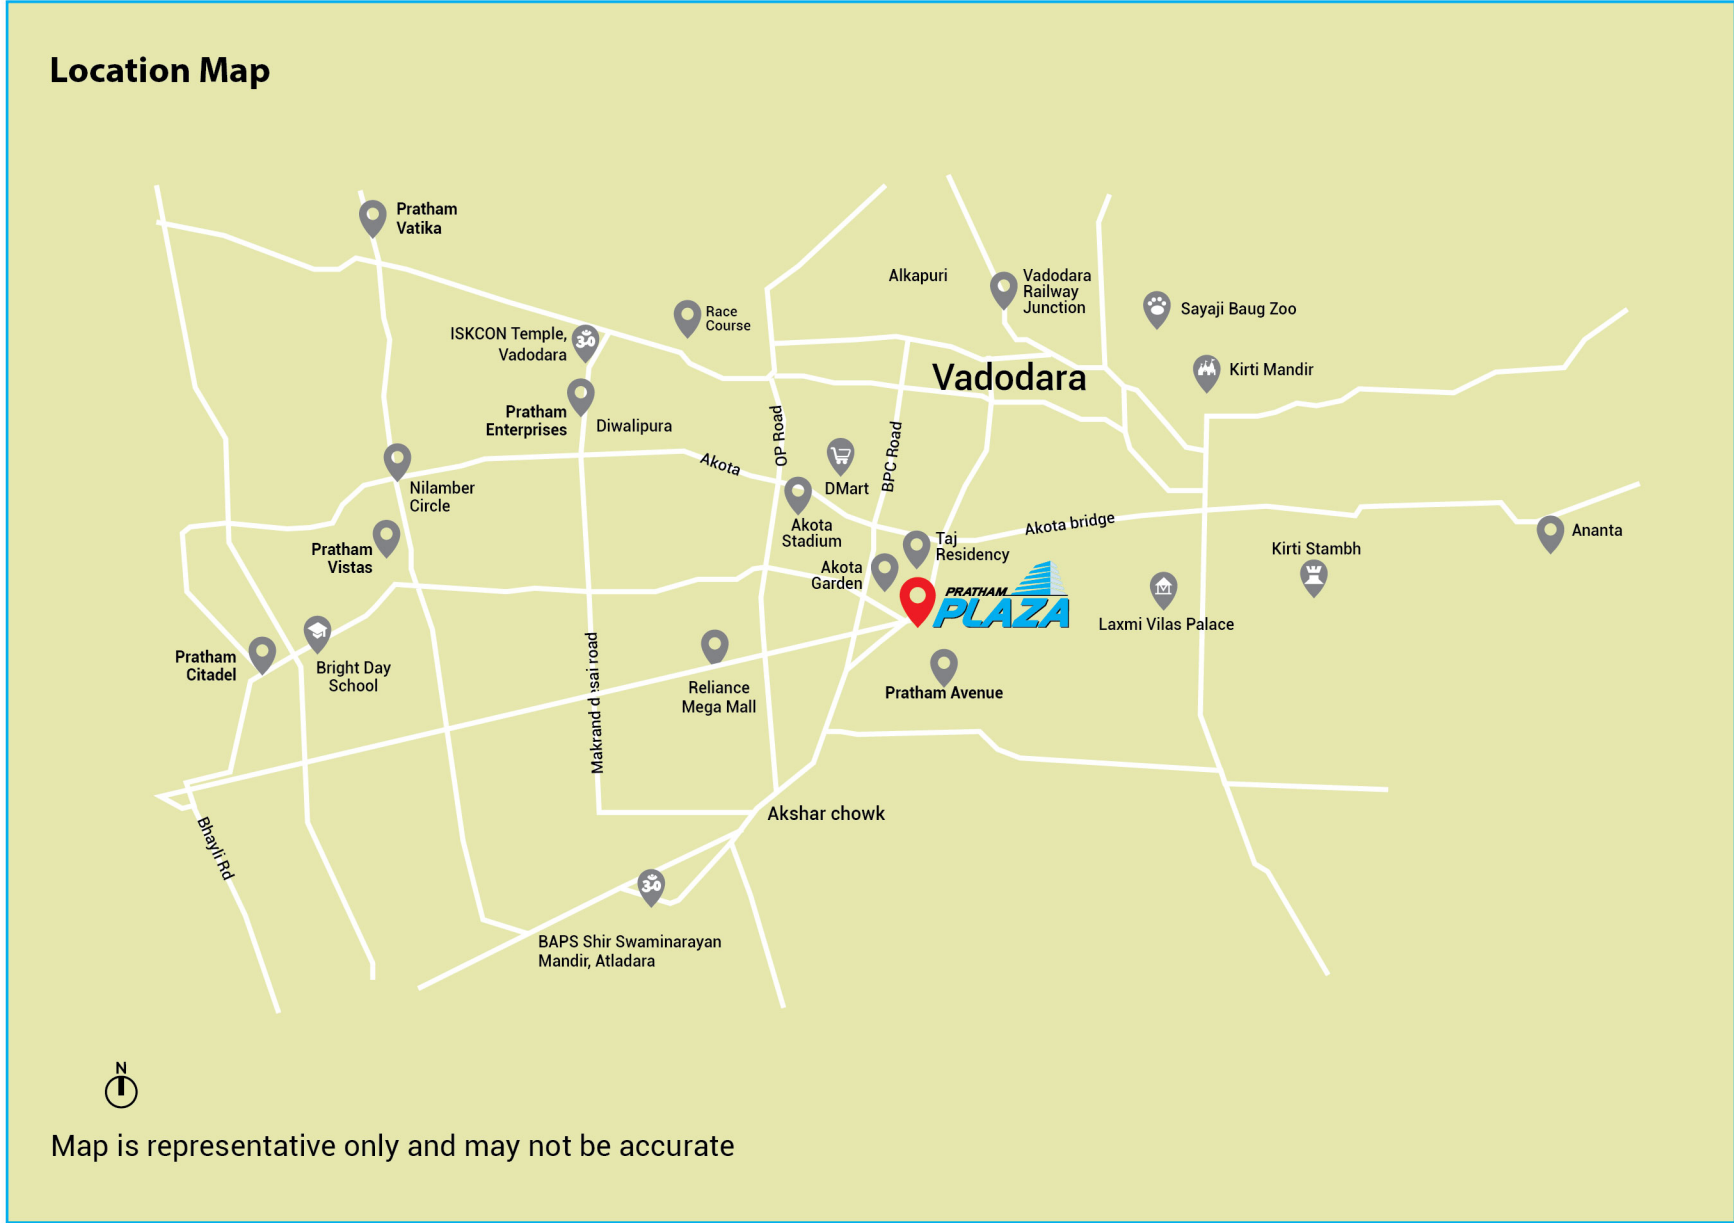 Location Map
Pratham
Vatika
Alkapuri
Vadodara
Railway
Junction
Sayaji Baug Zoo
Race
Course
ISKCON Temple,
Vadodara
Kirti Mandir
Vadodara
Pratham
Enterprises
Diwalipura
OP Road
BPC Road
Akota
DMart
Nilamber
Circle
Akota
Stadium
Akota bridge
Ananta
Taj
Residency
Kirti Stambh
Pratham
Vistas
Akota
Garden
PRATHAM
PLAZA
Laxmi Vilas Palace
Pratham
Citadel
Bright Day
School
Makrand desai road
Reliance
Mega Mall
Pratham Avenue
Akshar chowk
Bhayli Rd
BAPS Shir Swaminarayan
Mandir, Atladara
N
Map is representative only and may not be accurate